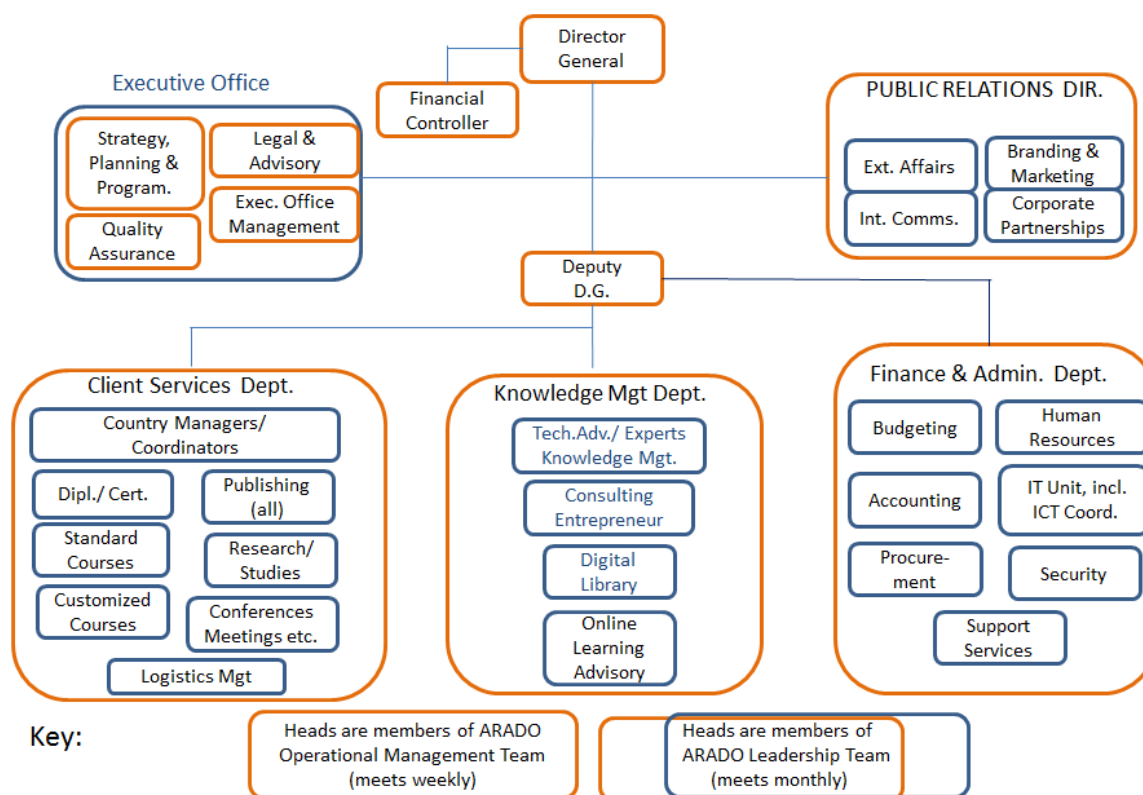 Director
General
Executive Office
Financial
Controller
PUBLIC RELATIONS DIR.
Strategy,
Planning &
Program.
Legal &
Advisory
Quality
Assurance
Exec. Office
Management
Ext. Affairs
Branding &
Marketing
Int. Comms.
Corporate
Partnerships
Deputy
D.G.
Client Services Dept.
Country Managers/
Coordinators
Dipl./ Cert.
Publishing
(all)
Standard
Courses
Research/
Studies
Customized
Courses
Conferences
Meetings etc.
Logistics Mgt
Knowledge Mgt Dept.
Tech.Adv./ Experts
Knowledge Mgt.
Consulting
Entrepreneur
Digital
Library
Online
Learning
Advisory
Finance & Admin. Dept.
Budgeting
Human
Resources
Accounting
IT Unit, incl.
ICT Coord.
Procure-
ment
Security
Support
Services
Key:
Heads are members of ARADO
Operational Management Team
(meets weekly)
Heads are members of
ARADO Leadership Team
(meets monthly)